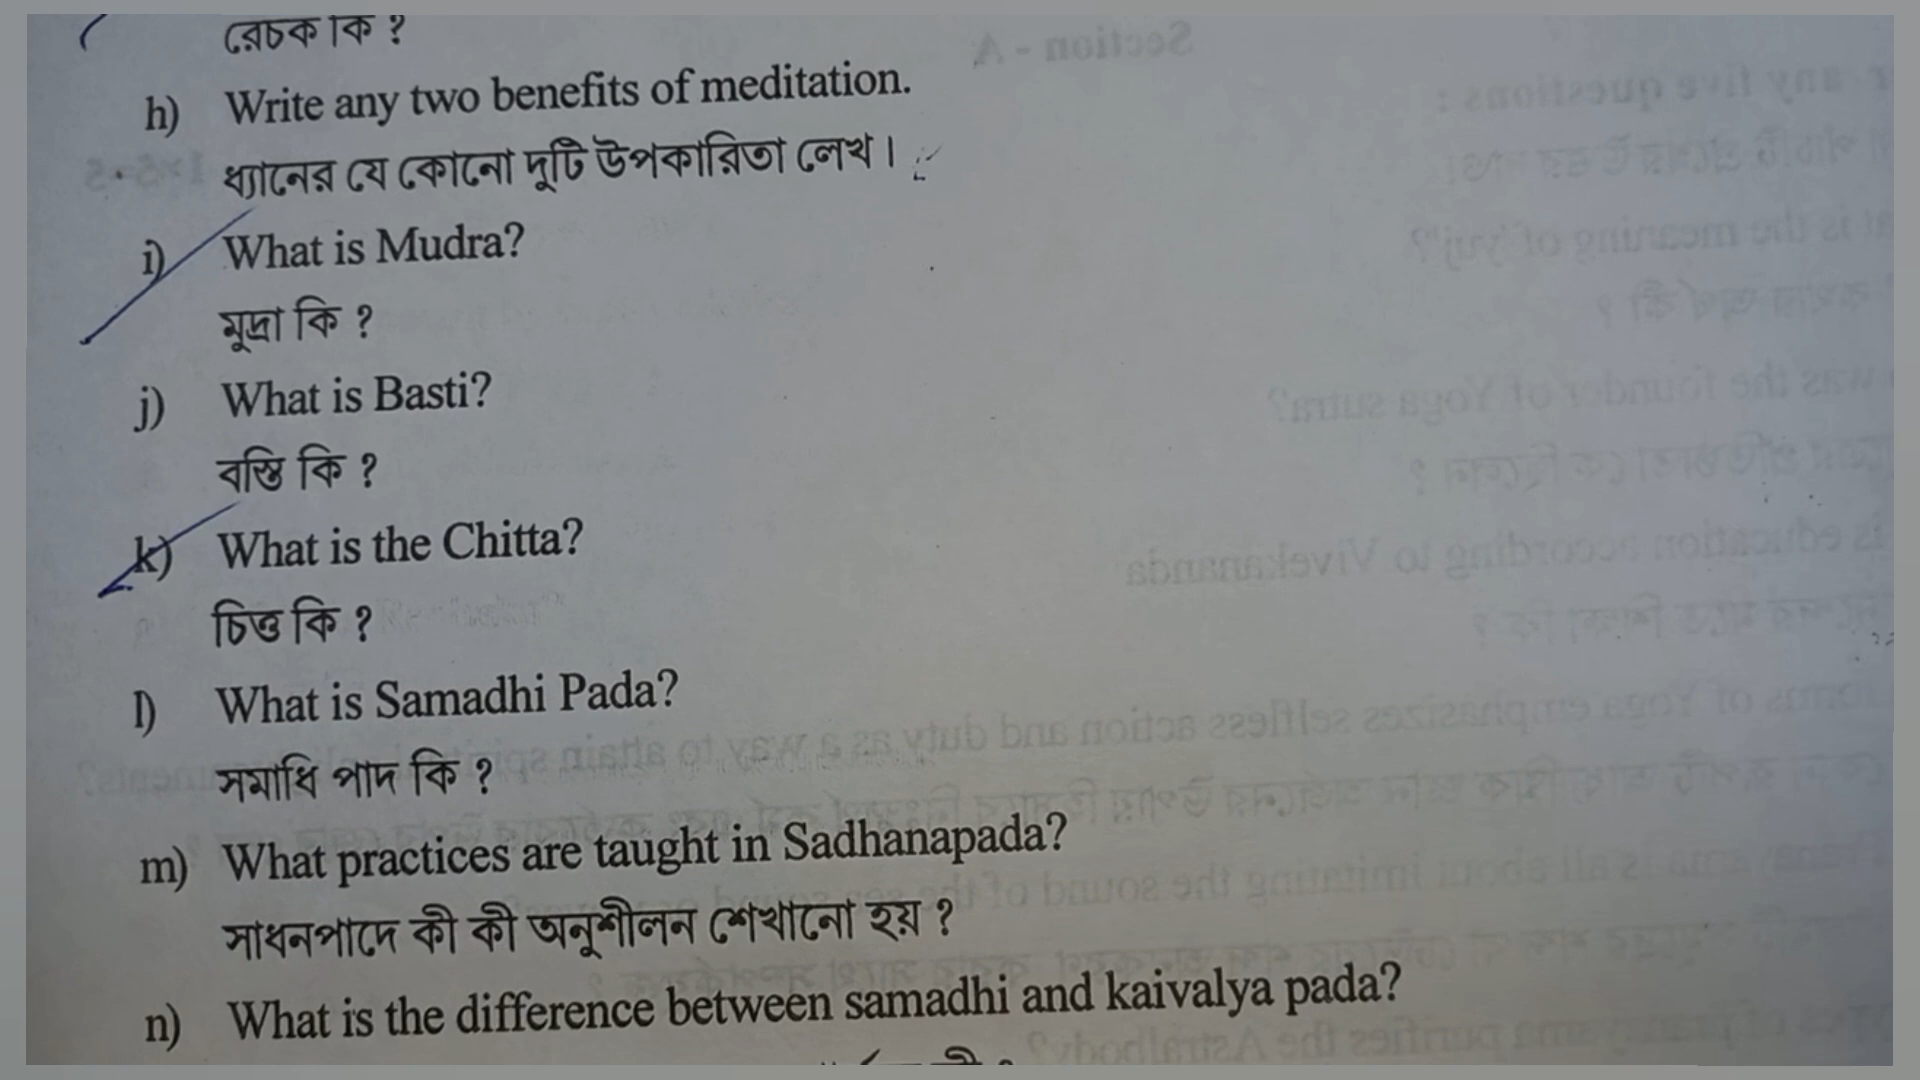 রেচক কি ?
h) Write any two benefits of meditation.
ধ্যানের যে কোনো দুটি উপকারিতা লেখ।
i) What is Mudra?
মুদ্রা কি ?
j) What is Basti?
বস্তি কি ?
k) What is the Chitta?
চিত্ত কি ?
l) What is Samadhi Pada?
সমাধি পাদ কি ?
m) What practices are taught in Sadhanapada?
সাধনপাদে কী কী অনুশীলন শেখানো হয় ?
n) What is the difference between samadhi and kaivalya pada?